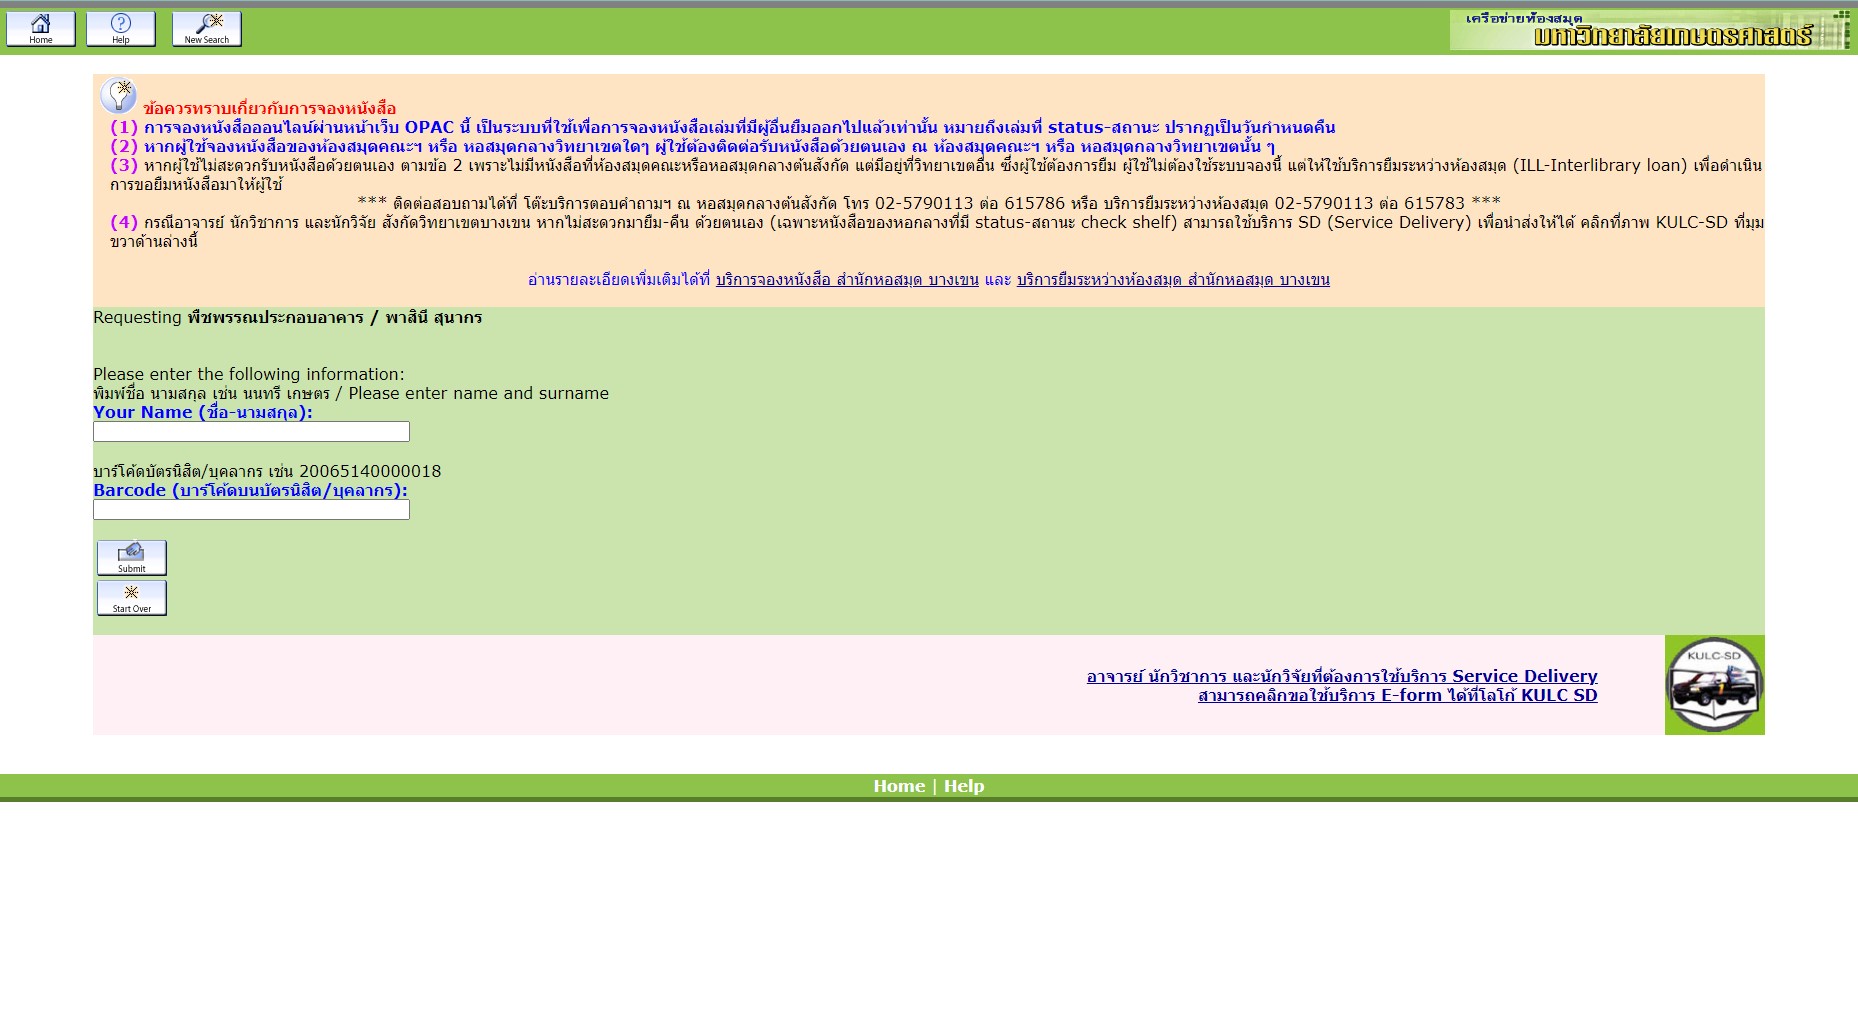 Home
Help
New Search
เครือข่ายห้องสมุด
มหาวิทยาลัยเกษตรศาสตร์
ข้อควรทราบเกี่ยวกับการจองหนังสือ
(1) การจองหนังสือออนไลน์ผ่านหน้าเว็บ OPAC นี้ เป็นระบบที่ใช้เพื่อการจองหนังสือเล่มที่มีผู้อื่นยืมออกไปแล้วเท่านั้น หมายถึงเล่มที่ status-สถานะ ปรากฏเป็นวันกำหนดคืน
(2) หากผู้ใช้จองหนังสือของห้องสมุดคณะฯ หรือ หอสมุดกลางวิทยาเขตใดๆ ผู้ใช้ต้องติดต่อรับหนังสือด้วยตนเอง ณ ห้องสมุดคณะฯ หรือ หอสมุดกลางวิทยาเขตนั้น ๆ
(3) หากผู้ใช้ไม่สะดวกรับหนังสือด้วยตนเอง ตามข้อ 2 เพราะไม่มีหนังสือที่ห้องสมุดคณะหรือหอสมุดกลางต้นสังกัด แต่มีอยู่ที่วิทยาเขตอื่น ซึ่งผู้ใช้ต้องการยืม ผู้ใช้ไม่ต้องใช้ระบบจองนี้ แต่ให้ใช้บริการยืมระหว่างห้องสมุด (ILL-Interlibrary loan) เพื่อดำเนิน
การขอยืมหนังสือมาให้ผู้ใช้
*** ติดต่อสอบถามได้ที่ โต๊ะบริการตอบคำถามฯ ณ หอสมุดกลางต้นสังกัด โทร 02-5790113 ต่อ 615786 หรือ บริการยืมระหว่างห้องสมุด 02-5790113 ต่อ 615783 ***
(4) กรณีอาจารย์ นักวิชาการ และนักวิจัย สังกัดวิทยาเขตบางเขน หากไม่สะดวกมายืม-คืน ด้วยตนเอง (เฉพาะหนังสือของหอกลางที่มี status-สถานะ check shelf) สามารถใช้บริการ SD (Service Delivery) เพื่อนำส่งให้ได้ คลิกที่ภาพ KULC-SD ที่มุม
ขวาด้านล่างนี้
อ่านรายละเอียดเพิ่มเติมได้ที่ บริการจองหนังสือ สำนักหอสมุด บางเขน และ บริการยืมระหว่างห้องสมุด สำนักหอสมุด บางเขน
Requesting พืชพรรณประกอบอาคาร / พาสินี สุนากร
Please enter the following information:
พิมพ์ชื่อ นามสกุล เช่น นนทรี เกษตร / Please enter name and surname
Your Name (ชื่อ-นามสกุล):
บาร์โค้ดบัตรนิสิต/บุคลากร เช่น 20065140000018
Barcode (บาร์โค้ดบนบัตรนิสิต/บุคลากร):
Submit
Start Over
อาจารย์ นักวิชาการ และนักวิจัยที่ต้องการใช้บริการ Service Delivery
สามารถคลิกขอใช้บริการ E-form ได้ที่โลโก้ KULC SD
KULC-SD
Home | Help